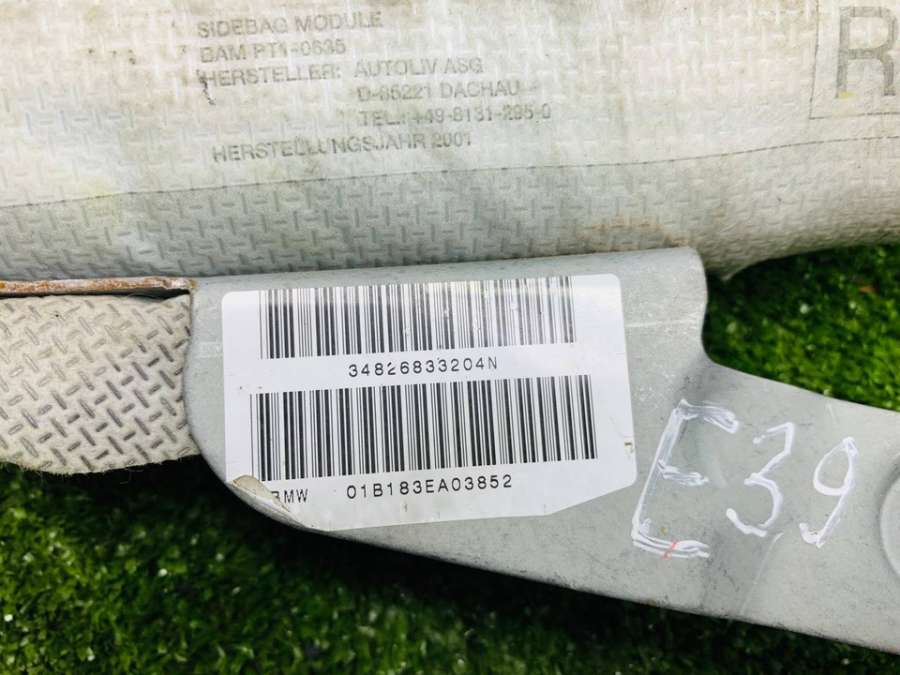 SIDEBAG MODULE
BAM PT1-0635
HERSTELLER: AUTOLIV ASG
D-85221 DACHAU
TEL.: +49-8131-295-0
HERSTELLUNGSJAHR 2001
R
34826833204N
BMW 01B183EA03852
E39